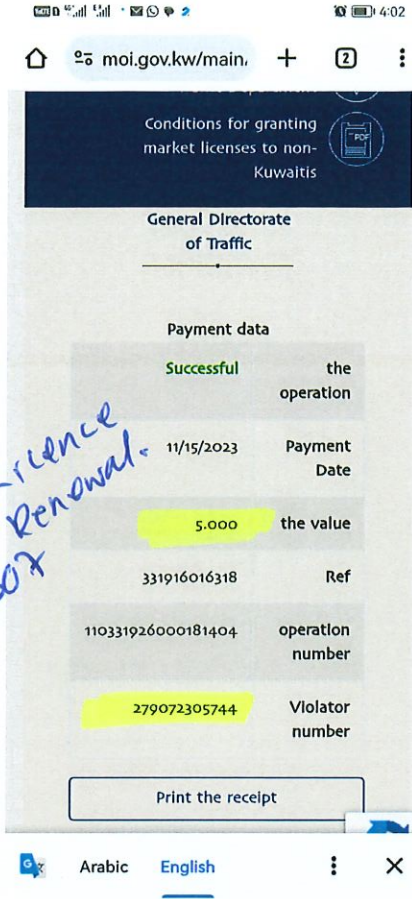 4:02
moi.gov.kw/main.
2
Conditions for granting
market licenses to non-
Kuwaitis
PDF
General Directorate
of Traffic
Payment data
Successful the
operation
11/15/2023 Payment
Date
5.000 the value
331916016318 Ref
110331926000181404 operation
number
279072305744 Violator
number
Renewal.
Print the receipt
Arabic English